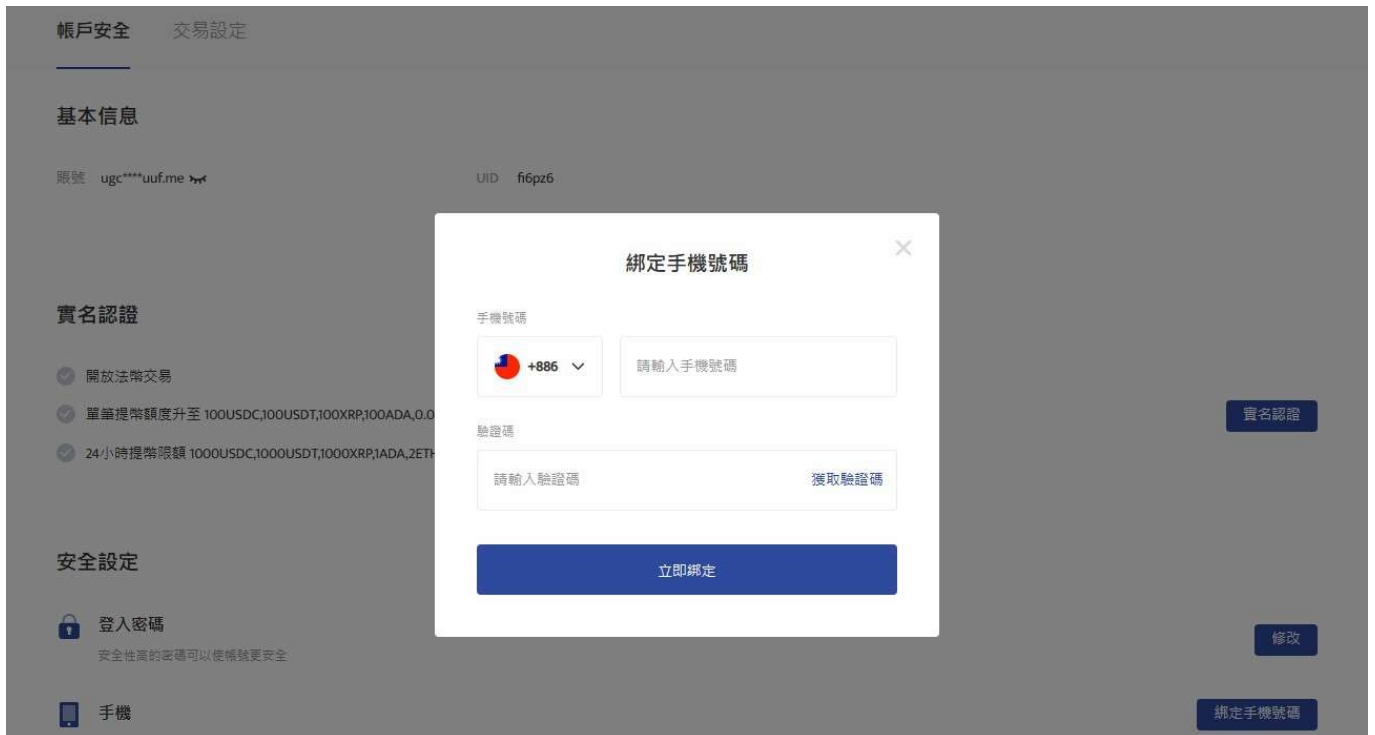 帳戶安全 交易設定
基本信息
賬號 ugc****uuf.me UID fi6pz6
綁定手機號碼
手機號碼
+886 請輸入手機號碼
驗證碼
請輸入驗證碼 獲取驗證碼
立即綁定
實名認證
開放法幣交易
單筆提幣額度升至 100USDC,100USDT,100XRP,100ADA,0.0
24小時提幣限額 1000USDC,1000USDT,1000XRP,1ADA,2ETH
實名認證
安全設定
登入密碼
安全性高的密碼可以使帳號更安全
修改
手機
綁定手機號碼